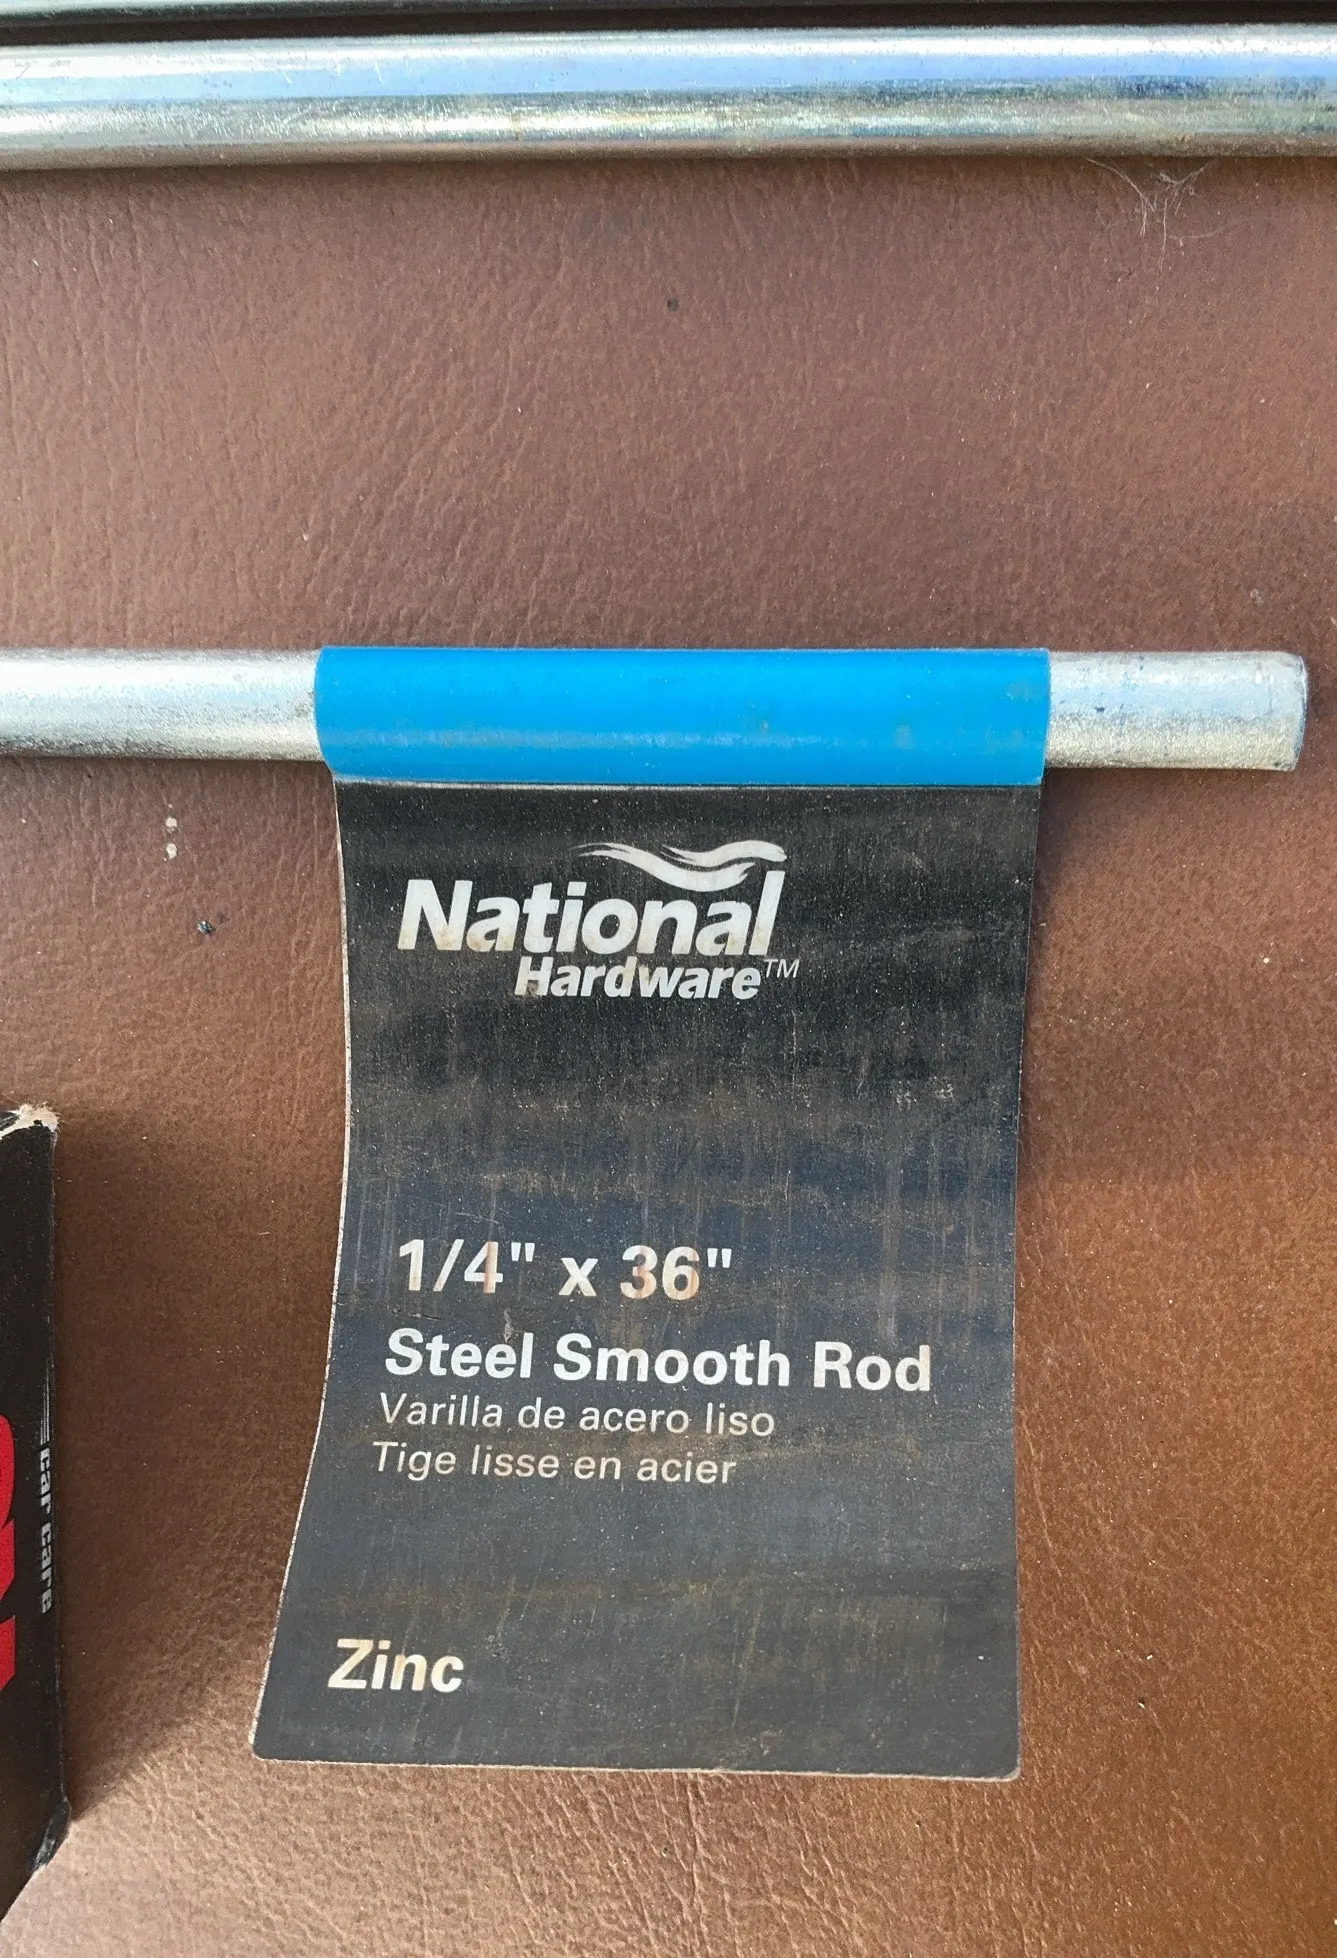 National
Hardware™
1/4" x 36"
Steel Smooth Rod
Varilla de acero liso
Tige lisse en acier
Zinc
car care